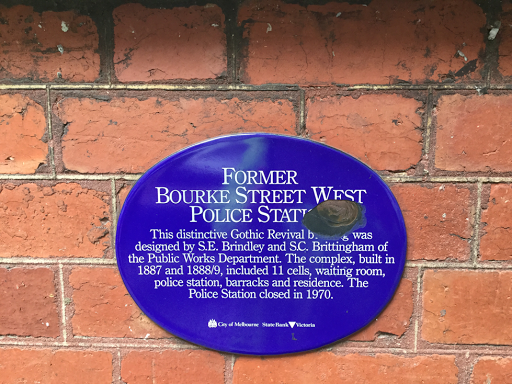 FORMER
BOURKE STREET WEST
POLICE STATI
This distinctive Gothic Revival b was
designed by S.E. Brindley and S.C. Brittingham of
the Public Works Department. The complex, built in
1887 and 1888/9, included 11 cells, waiting room,
police station, barracks and residence. The
Police Station closed in 1970.
City of Melbourne State Bank Victoria